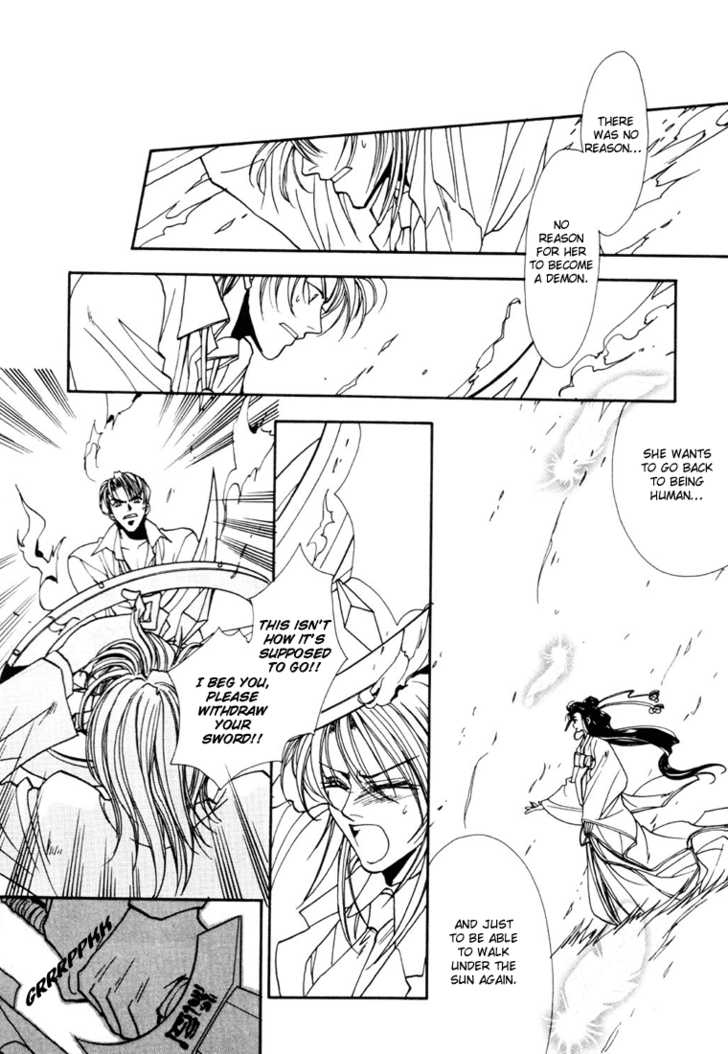 THERE
WAS NO
REASON...
NO
REASON
FOR HER
TO BECOME
A DEMON.
SHE WANTS
TO GO BACK
TO BEING
HUMAN...
THIS ISN'T
HOW IT'S
SUPPOSED
TO GO!!
I BEG YOU,
PLEASE
WITHDRAW
YOUR
SWORD!!
AND JUST
TO BE ABLE
TO WALK
UNDER THE
SUN AGAIN.
GRRRPPKK